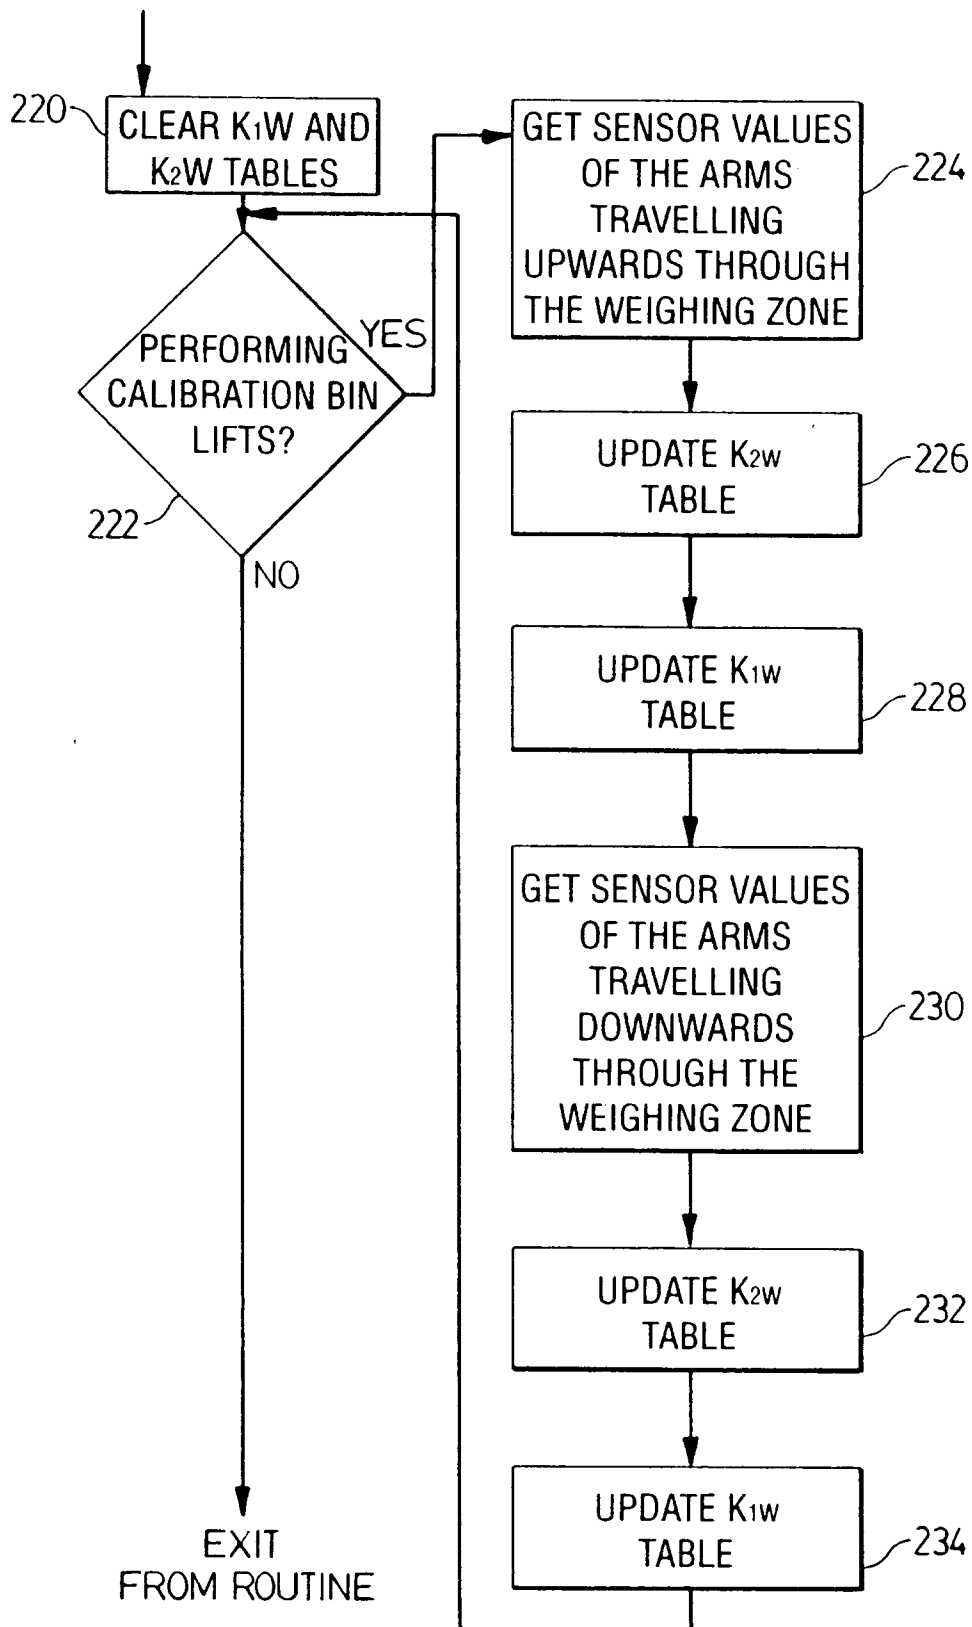 220
CLEAR K1W AND
K2W TABLES
PERFORMING
CALIBRATION BIN
LIFTS?
222
YES
NO
EXIT
FROM ROUTINE
GET SENSOR VALUES
OF THE ARMS
TRAVELLING
UPWARDS THROUGH
THE WEIGHING ZONE
224
UPDATE K2W
TABLE
226
UPDATE K1W
TABLE
228
GET SENSOR VALUES
OF THE ARMS
TRAVELLING
DOWNWARDS
THROUGH THE
WEIGHING ZONE
230
UPDATE K2W
TABLE
232
UPDATE K1W
TABLE
234